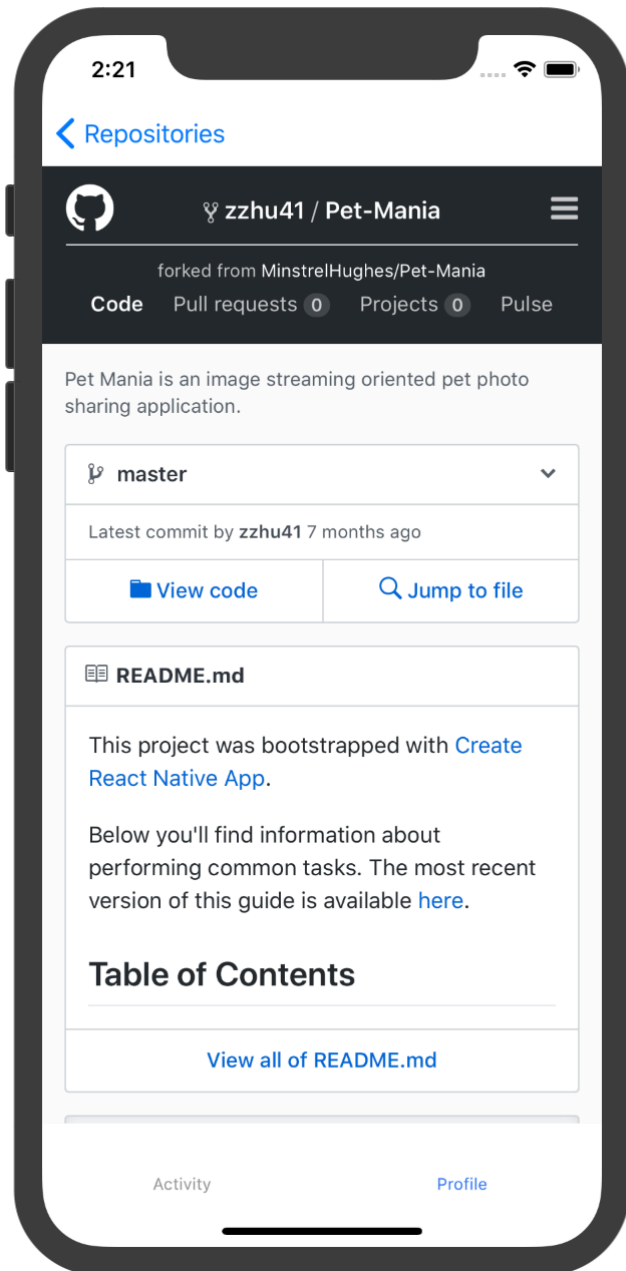 2:21
Repositories
zzhu41 / Pet-Mania
forked from MinstrelHughes/Pet-Mania
Code Pull requests 0 Projects 0 Pulse
Pet Mania is an image streaming oriented pet photo
sharing application.
master
Latest commit by zzhu41 7 months ago
View code Jump to file
README.md
This project was bootstrapped with Create
React Native App.
Below you'll find information about
performing common tasks. The most recent
version of this guide is available here.
Table of Contents
View all of README.md
Activity Profile